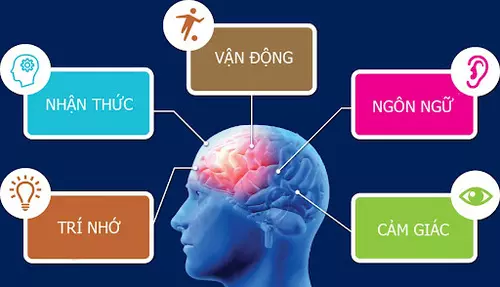 VẬN ĐỘNG
NHẬN THỨC
NGÔN NGỮ
TRÍ NHỚ
CẢM GIÁC